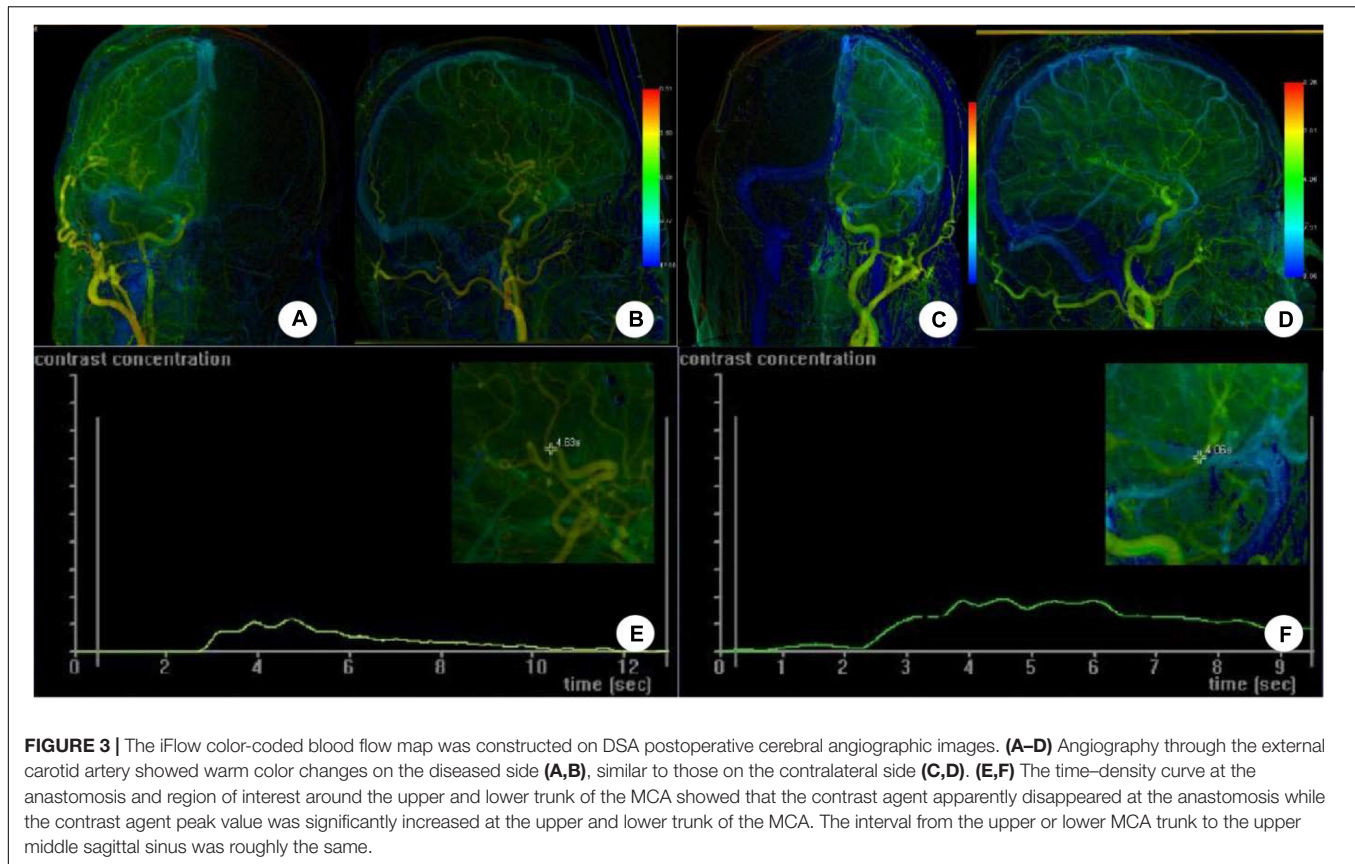 A
B
C
D
contrast concentration
4.63s
E
0 2 4 6 8 10 12
time [sec]
contrast concentration
4.06s
F
0 1 2 3 4 5 6 7 8 9
time [sec]
FIGURE 3 | The iFlow color-coded blood flow map was constructed on DSA postoperative cerebral angiographic images. (A–D) Angiography through the external
carotid artery showed warm color changes on the diseased side (A,B), similar to those on the contralateral side (C,D). (E,F) The time–density curve at the
anastomosis and region of interest around the upper and lower trunk of the MCA showed that the contrast agent apparently disappeared at the anastomosis while
the contrast agent peak value was significantly increased at the upper and lower trunk of the MCA. The interval from the upper or lower MCA trunk to the upper
middle sagittal sinus was roughly the same.